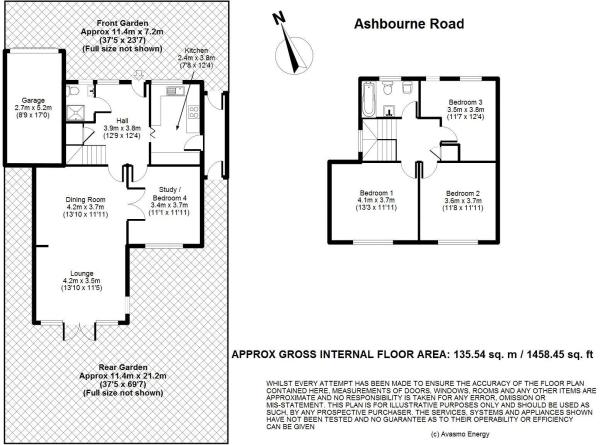 Ashbourne Road
N
Front Garden
Approx 11.4m x 7.2m
(37'5 x 23'7)
(Full size not shown)
Kitchen
2.4m x 3.8m
(7'8 x 12'4)
Garage
2.7m x 5.2m
(8'9 x 17'0)
Hall
3.9m x 3.8m
(12'9 x 12'4)
Dining Room
4.2m x 3.7m
(13'10 x 11'11)
Study /
Bedroom 4
3.4m x 3.7m
(11'1 x 11'11)
Lounge
4.2m x 3.5m
(13'10 x 11'5)
Rear Garden
Approx 11.4m x 21.2m
(37'5 x 69'7)
(Full size not shown)
Bedroom 3
3.5m x 3.8m
(11'7 x 12'4)
Bedroom 1
4.1m x 3.7m
(13'3 x 11'11)
Bedroom 2
3.6m x 3.7m
(11'8 x 11'11)
APPROX GROSS INTERNAL FLOOR AREA: 135.54 sq. m / 1458.45 sq. ft
WHILST EVERY ATTEMPT HAS BEEN MADE TO ENSURE THE ACCURACY OF THE FLOOR PLAN
CONTAINED HERE, MEASUREMENTS OF DOORS, WINDOWS, ROOMS AND ANY OTHER ITEMS ARE
APPROXIMATE AND NO RESPONSIBILITY IS TAKEN FOR ANY ERROR, OMISSION OR
MIS-STATEMENT. THIS PLAN IS FOR ILLUSTRATIVE PURPOSES ONLY AND SHOULD BE USED AS
SUCH, BY ANY PROSPECTIVE PURCHASER. THE SERVICES, SYSTEMS AND APPLIANCES SHOWN
HAVE NOT BEEN TESTED AND NO GUARANTEE AS TO THEIR OPERABILITY OR EFFICIENCY
CAN BE GIVEN
(c) Avasmo Energy